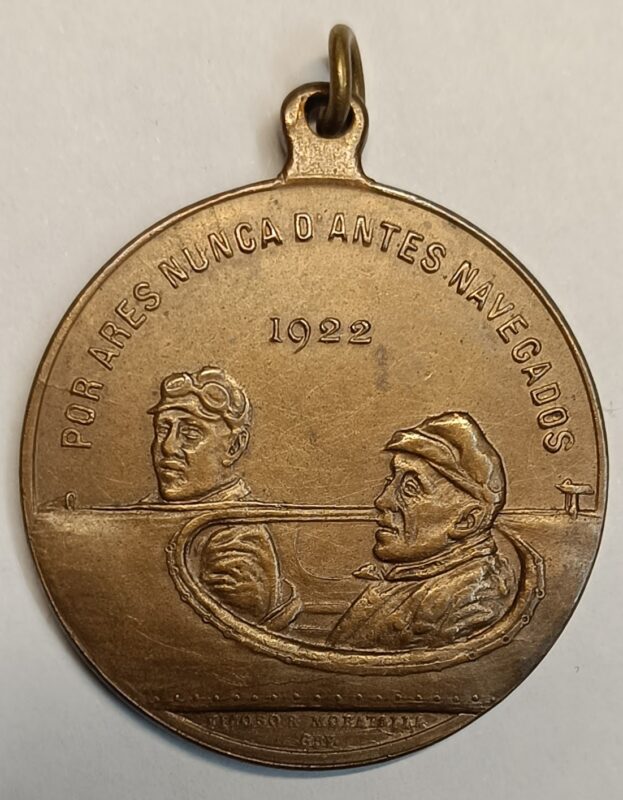 POR ARES NUNCA D'ANTES NAVEGADOS
1922